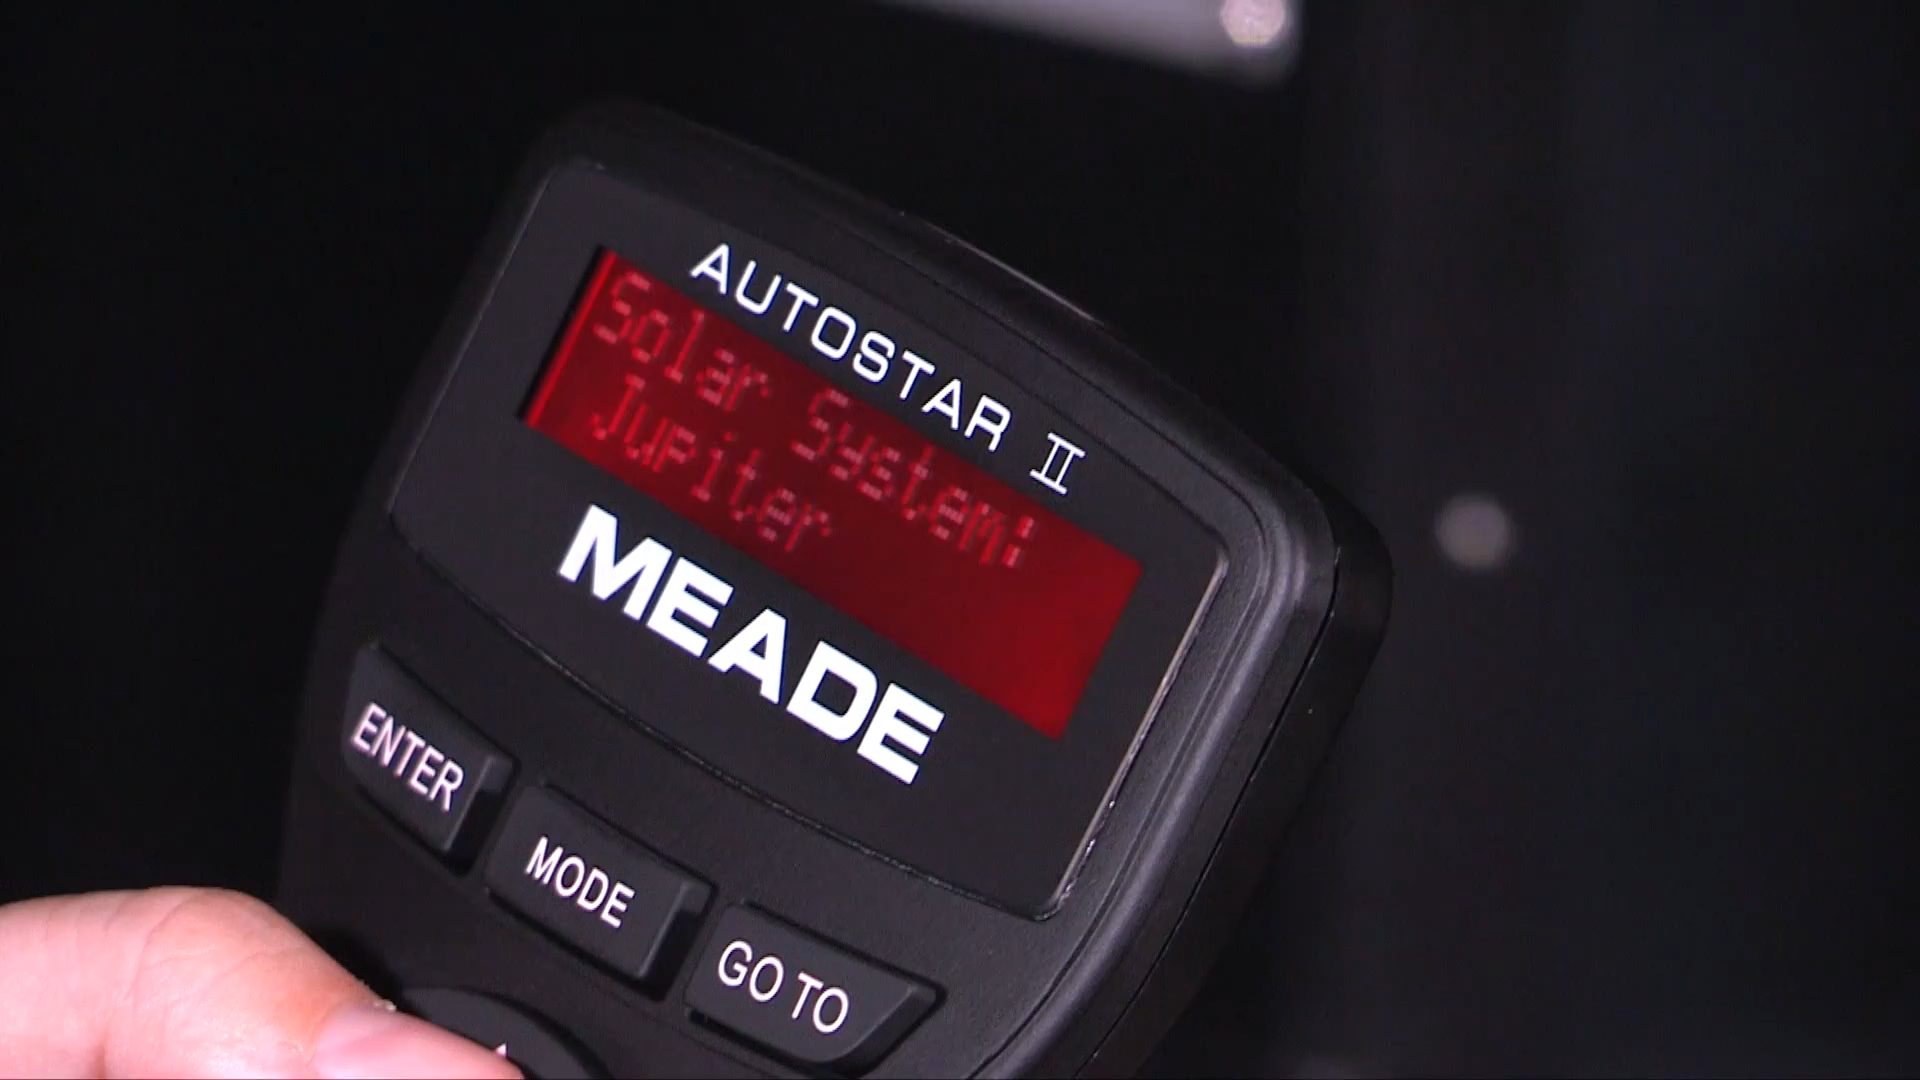 AUTOSTAR II
Solar System:
Jupiter
MEADE
ENTER
MODE
GO TO